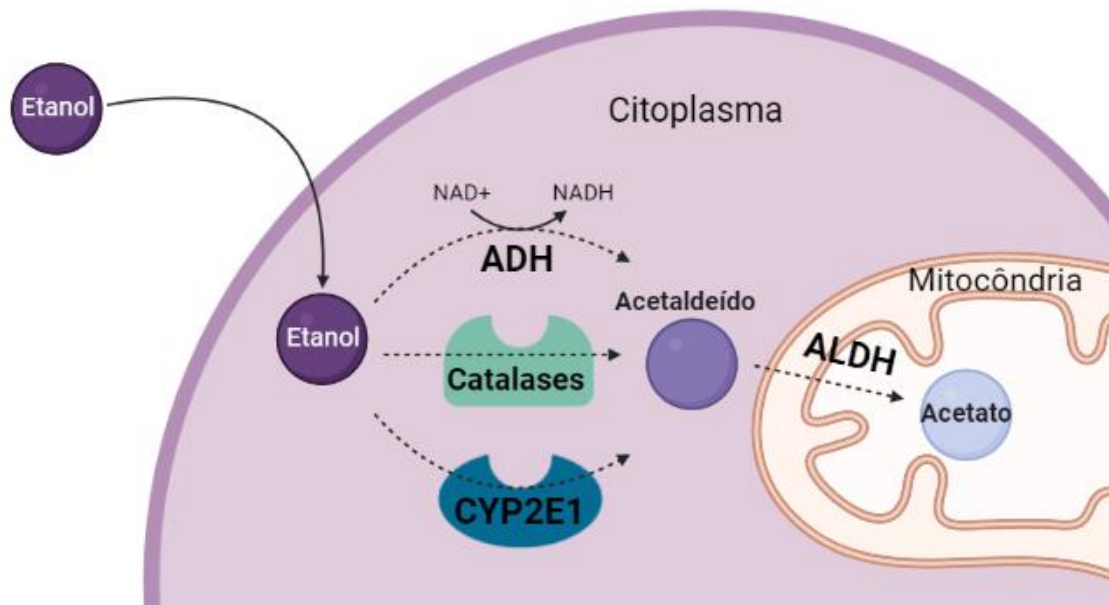 Etanol
Citoplasma
NAD+
NADH
ADH
Etanol
Catalases
CYP2E1
Acetaldeído
Mitocôndria
ALDH
Acetato